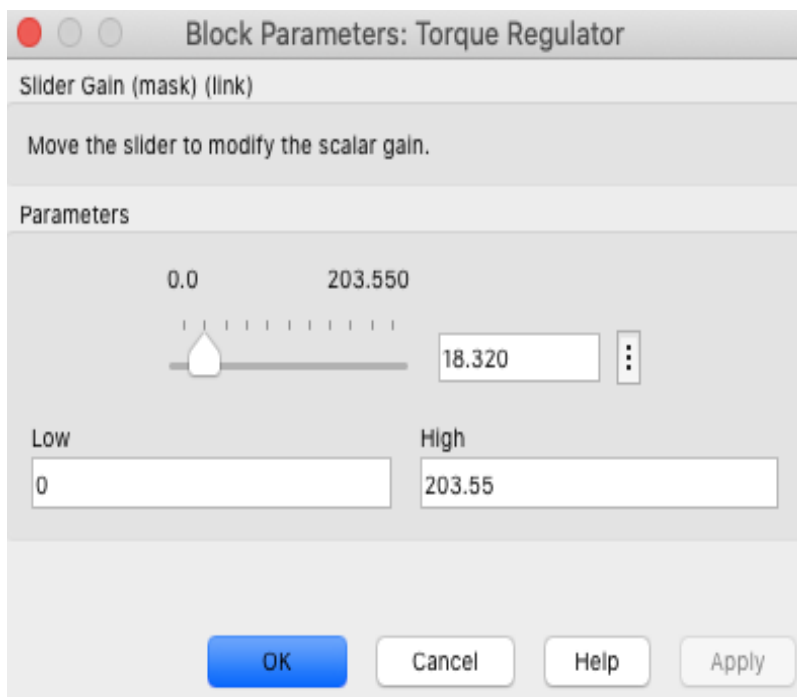 Block Parameters: Torque Regulator
Slider Gain (mask) (link)
Move the slider to modify the scalar gain.
Parameters
0.0 203.550
18.320
Low High
0 203.55
OK Cancel Help Apply